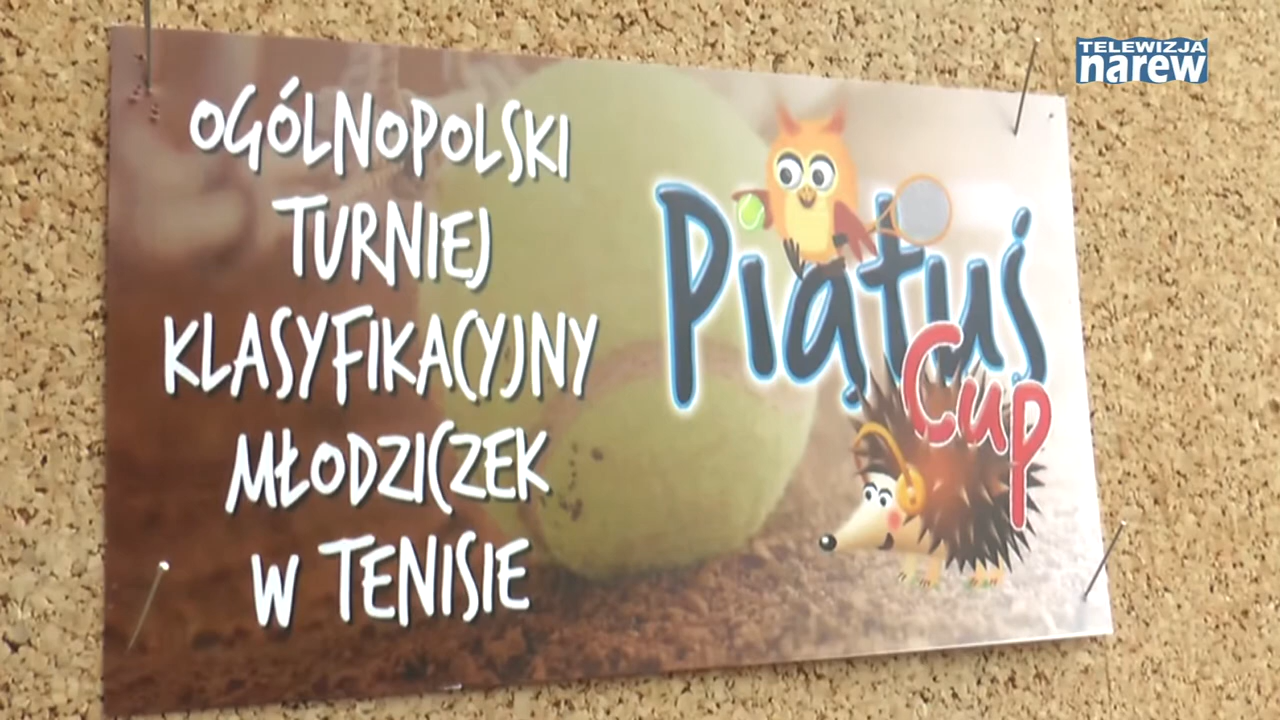 TELEWIZJA
narew
OGÓLNOPOLSKI
TURNIEJ
KLASYFIKACYJNY
MŁODZICZEK
W TENISIE
Piątuś
Cup